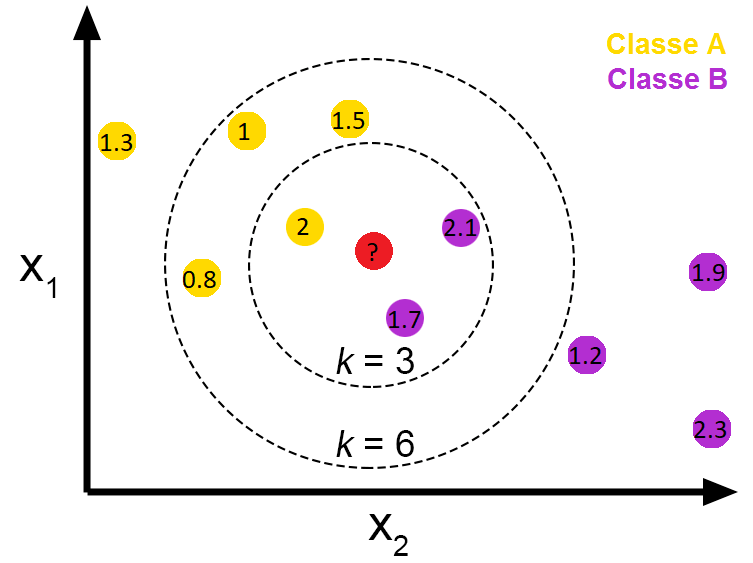 Classe A
Classe B
1.3
1
1.5
2
2.1
?
0.8
1.9
x1
1.7
k = 3
1.2
2.3
k = 6
x2